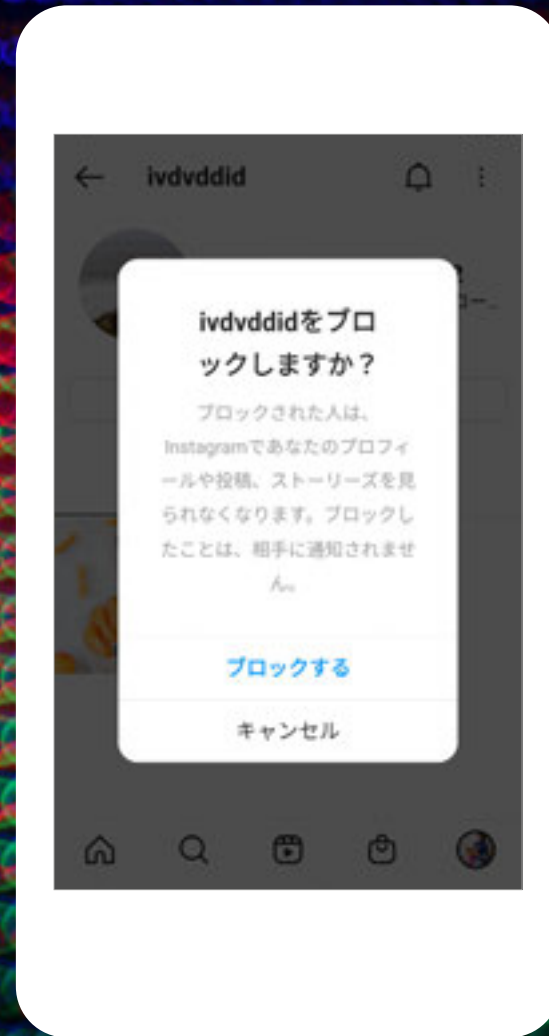 ivdvddid
ivdvddidをブロ
ックしますか？
ブロックされた人は、
Instagramであなたのプロフィ
ールや投稿、ストーリーズを見
られなくなります。ブロックし
たことは、相手に通知されませ
ん。
ブロックする
キャンセル